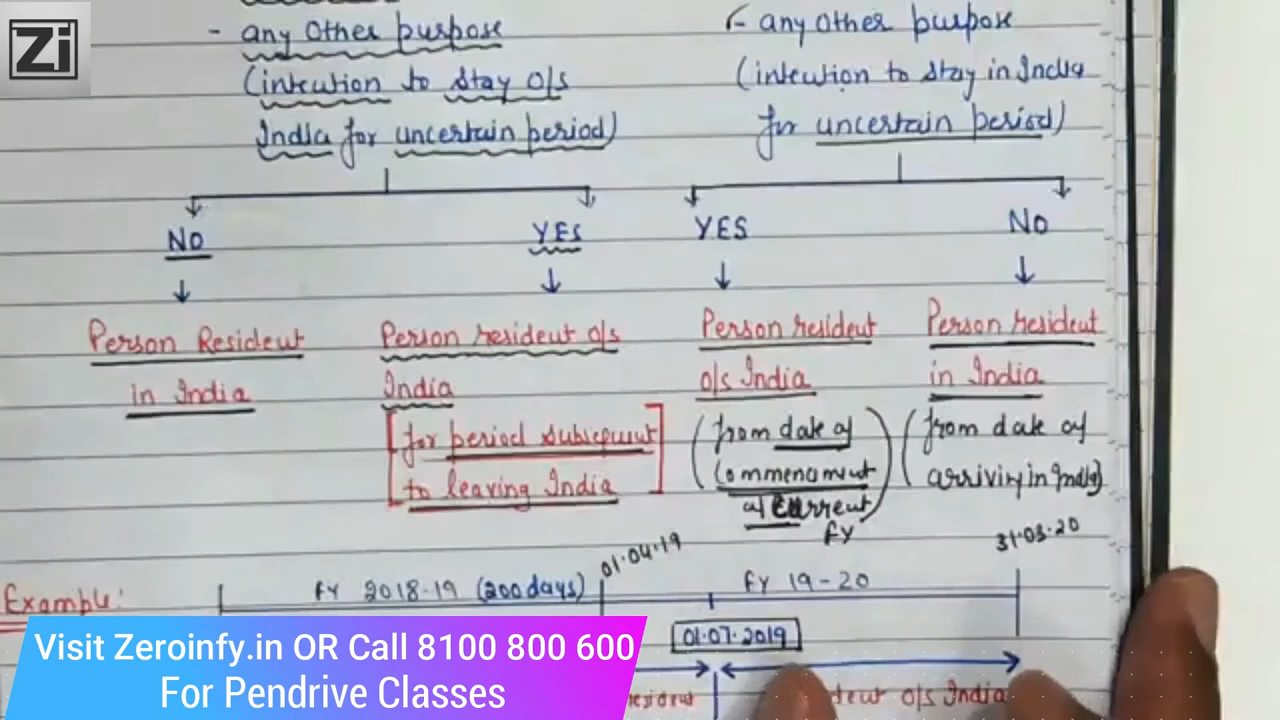 Zi
- any Other purpose
(intention to stay o/s
India for uncertain period)
- any other purpose
(intention to stay in India
for uncertain period)
NO
YES
YES
NO
Person Resident
in India
Person resident o/s
India
[for period subsequent
to leaving India]
Person resident
o/s India
(from date of
Commencement
of Current
FY)
Person resident
in India
(from date of
arriving in India)
Example:
FY 2018-19 (200 days)
01.04.19
FY 19-20
31.03.20
01.07.2019
resident
o/s India
Visit Zeroinfy.in OR Call 8100 800 600
For Pendrive Classes